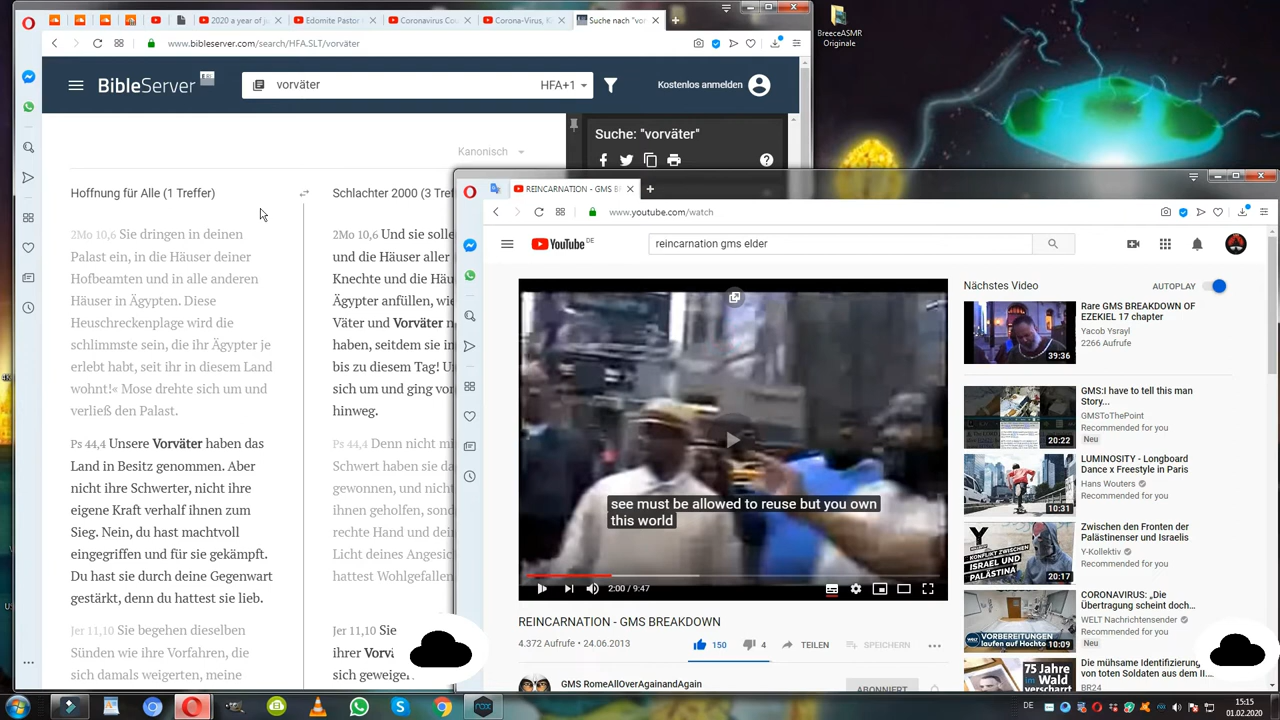 2020 a year of ju
Edomite Pastor
Coronavirus Cou
Corona-Virus, K
Suche nach "vor
www.bibleserver.com/search/HFA.SLT/vorväter
BreeceASMR
Originale
BibleServer
vorväter
HFA+1
Kostenlos anmelden
Kanonisch
Suche: "vorväter"
Hoffnung für Alle (1 Treffer)
2Mo 10,6 Sie dringen in deinen
Palast ein, in die Häuser deiner
Hofbeamten und in alle anderen
Häuser in Ägypten. Diese
Heuschreckenplage wird die
schlimmste sein, die ihr Ägypter je
erlebt habt, seit ihr in diesem Land
wohnt!« Mose drehte sich um und
verließ den Palast.
Ps 44,4 Unsere Vorväter haben das
Land in Besitz genommen. Aber
nicht ihre Schwerter, nicht ihre
eigene Kraft verhalf ihnen zum
Sieg. Nein, du hast machtvoll
eingegriffen und für sie gekämpft.
Du hast sie durch deine Gegenwart
gestärkt, denn du hattest sie lieb.
Jer 11,10 Sie begehen dieselben
Sünden wie ihre Vorfahren, die
sich damals weigerten, meine
Schlachter 2000 (3 Tref
2Mo 10,6 Und sie solle
und die Häuser aller
Knechte und die Häu
Ägypter anfüllen, wie
Väter und Vorväter n
haben, seitdem sie im
bis zu diesem Tag! Un
sich um und ging von
hinweg.
Ps 44,4 Denn nicht mi
Schwert haben sie da
gewonnen, und nicht
ihnen geholfen, sond
rechte Hand und dein
Licht deines Angesich
hattest Wohlgefallen
Jer 11,10 Sie
ihrer Vorv
sich geweiger
REINCARNATION - GMS B
www.youtube.com/watch
YouTube DE
reincarnation gms elder
see must be allowed to reuse but you own
this world
2:00 / 9:47
REINCARNATION - GMS BREAKDOWN
4.372 Aufrufe • 24.06.2013
150
4
TEILEN
SPEICHERN
GMS RomeAllOverAgainandAgain
ABONNIERT
Nächstes Video
AUTOPLAY
39:36
Rare GMS BREAKDOWN OF
EZEKIEL 17 chapter
Yacob Ysrayl
2266 Aufrufe
20:22
GMS:I have to tell this man
Story...
GMSToThePoint
Recommended for you
Neu
10:31
LUMINOSITY - Longboard
Dance x Freestyle in Paris
Hans Wouters
Recommended for you
KONFLIKT ZWISCHEN
ISRAEL UND
PALÄSTINA
20:17
Zwischen den Fronten der
Palästinenser und Israelis
Y-Kollektiv
Recommended for you
VORBEREITUNGEN
laufen auf Hochto
10:09
CORONAVIRUS: „Die
Übertragung scheint doch...
WELT Nachrichtensender
Recommended for you
Neu
75 Jahre
im Wald
verscharrt
Die mühsame Identifizierung
von toten Soldaten aus dem II...
BR24
DE
15:15
01.02.2020